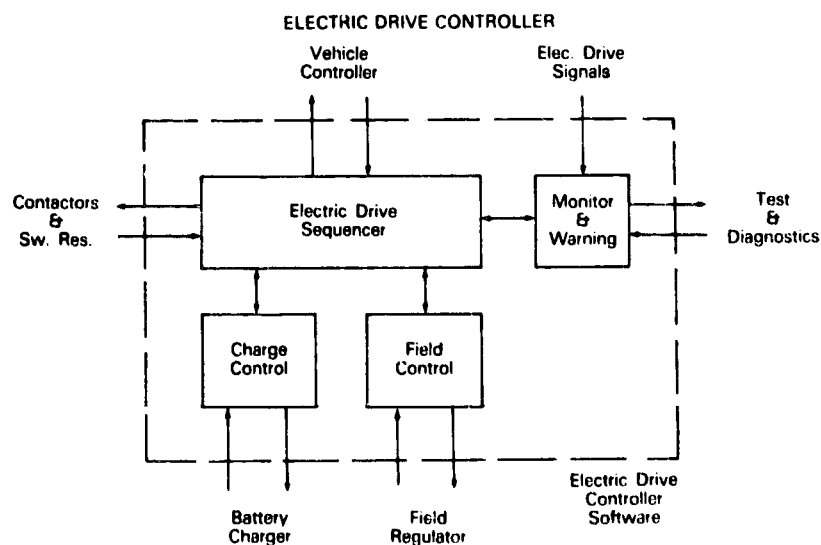 ELECTRIC DRIVE CONTROLLER
Vehicle
Controller
Elec. Drive
Signals
Contactors
&
Sw. Res.
Electric Drive
Sequencer
Monitor
&
Warning
Test
&
Diagnostics
Charge
Control
Field
Control
Battery
Charger
Field
Regulator
Electric Drive
Controller
Software